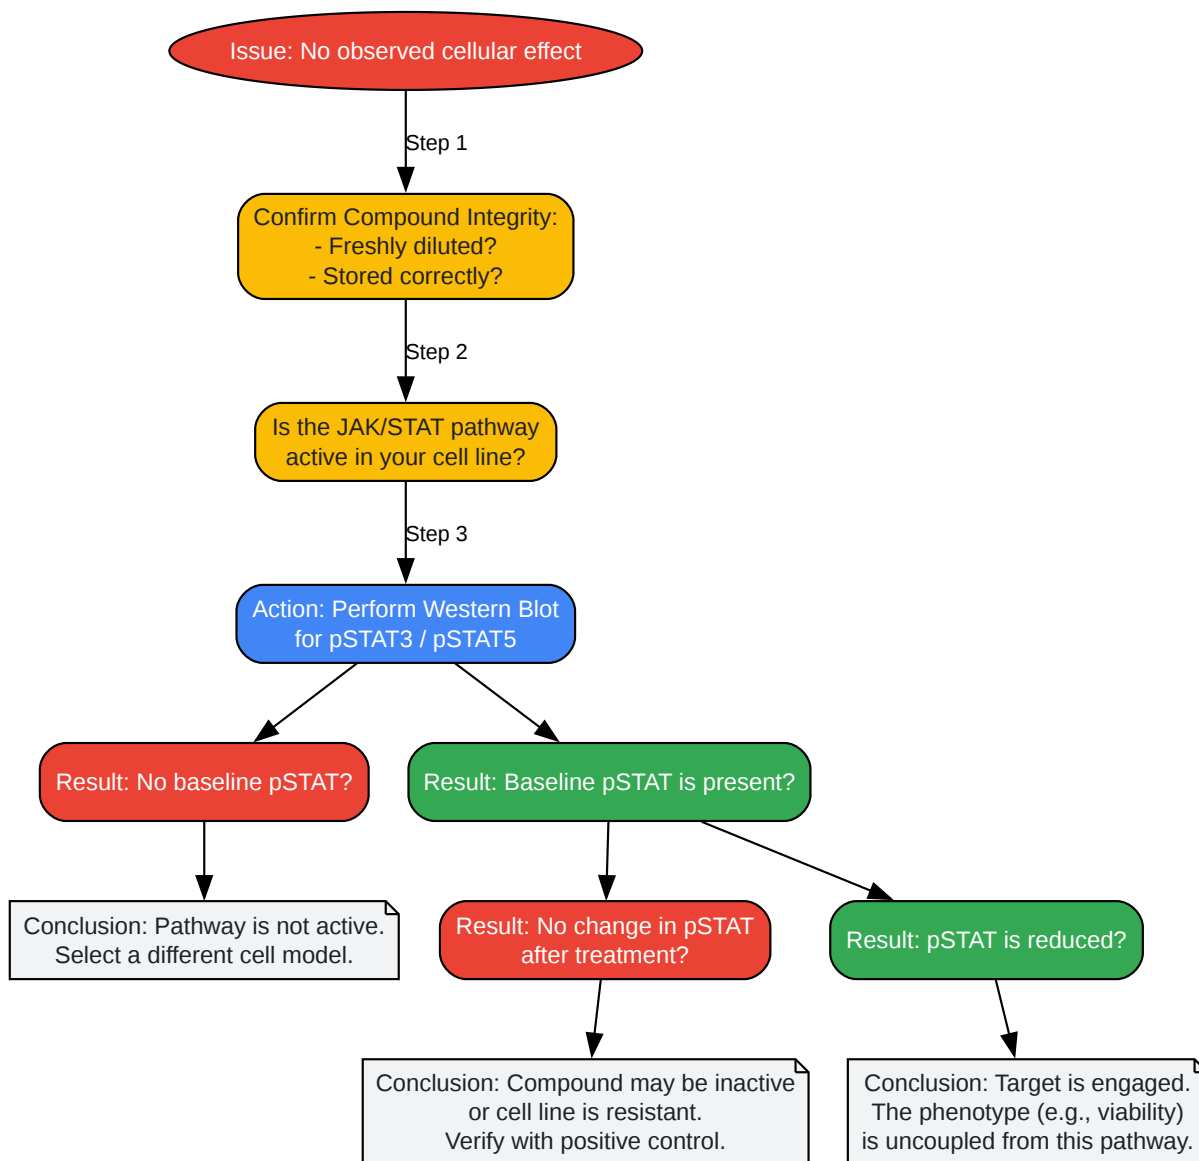 Issue: No observed cellular effect
Step 1
Confirm Compound Integrity:
- Freshly diluted?
- Stored correctly?
Step 2
Is the JAK/STAT pathway
active in your cell line?
Step 3
Action: Perform Western Blot
for pSTAT3 / pSTAT5
Result: No baseline pSTAT?
Result: Baseline pSTAT is present?
Conclusion: Pathway is not active.
Select a different cell model.
Result: No change in pSTAT
after treatment?
Result: pSTAT is reduced?
Conclusion: Compound may be inactive
or cell line is resistant.
Verify with positive control.
Conclusion: Target is engaged.
The phenotype (e.g., viability)
is uncoupled from this pathway.